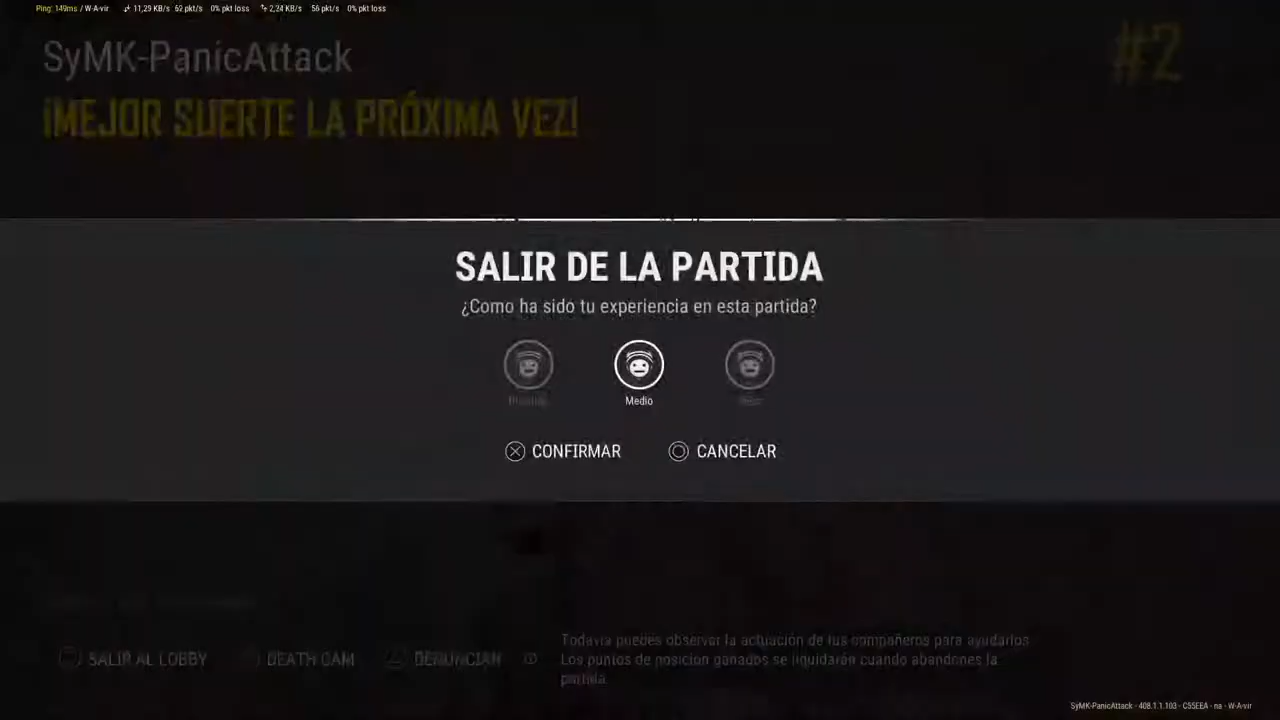 Ping: 149ms / W-A-vir 11,29 KB/s 62 pkt/s 0% pkt loss 2,24 KB/s 56 pkt/s 0% pkt loss
SyMK-PanicAttack
#2
¡MEJOR SUERTE LA PRÓXIMA VEZ!
SALIR DE LA PARTIDA
¿Como ha sido tu experiencia en esta partida?
Medio
CONFIRMAR CANCELAR
Todavía puedes observar la actuación de tus compañeros para ayudarlos.
SALIR AL LOBBY DEATH CAM DENUNCIAR
Los puntos de posición ganados se liquidarán cuando abandones la
partida.
SyMK-PanicAttack - 408.1.1.103 - C5SEEA - na - W-A-vir